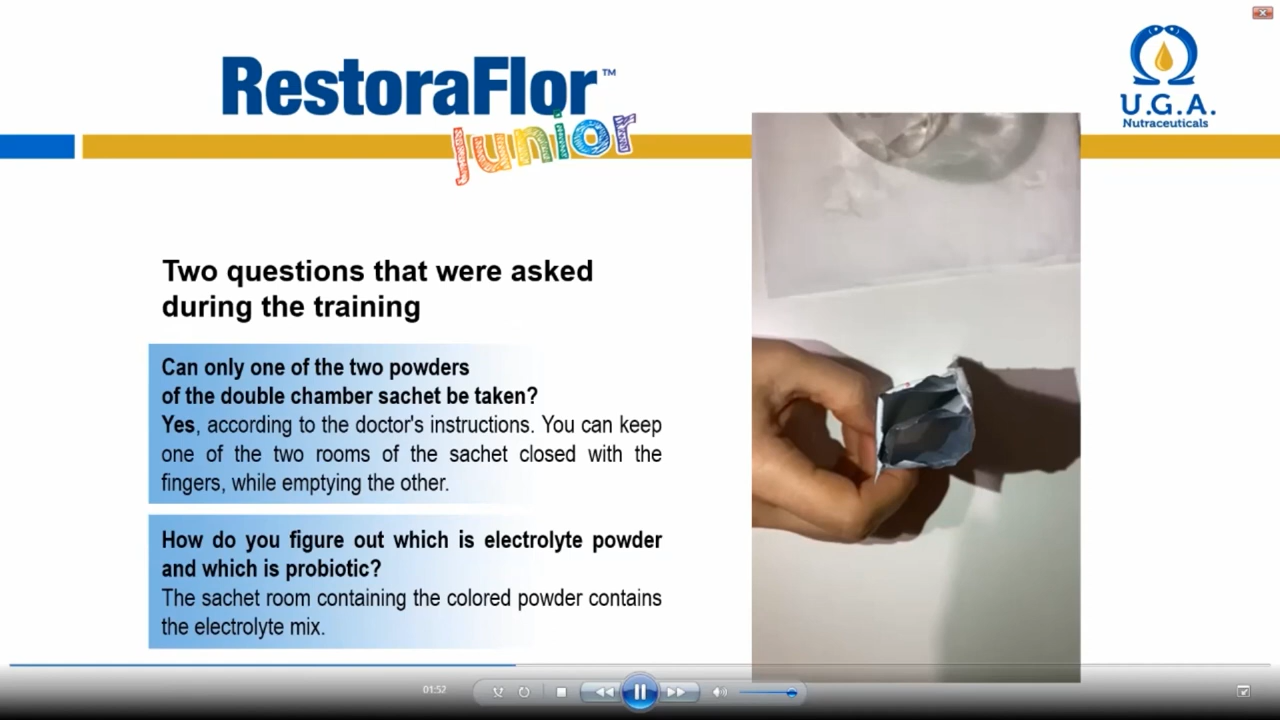 RestoraFlor™
Junior
U.G.A.
Nutraceuticals
Two questions that were asked
during the training
Can only one of the two powders
of the double chamber sachet be taken?
Yes, according to the doctor's instructions. You can keep
one of the two rooms of the sachet closed with the
fingers, while emptying the other.
How do you figure out which is electrolyte powder
and which is probiotic?
The sachet room containing the colored powder contains
the electrolyte mix.
01:52